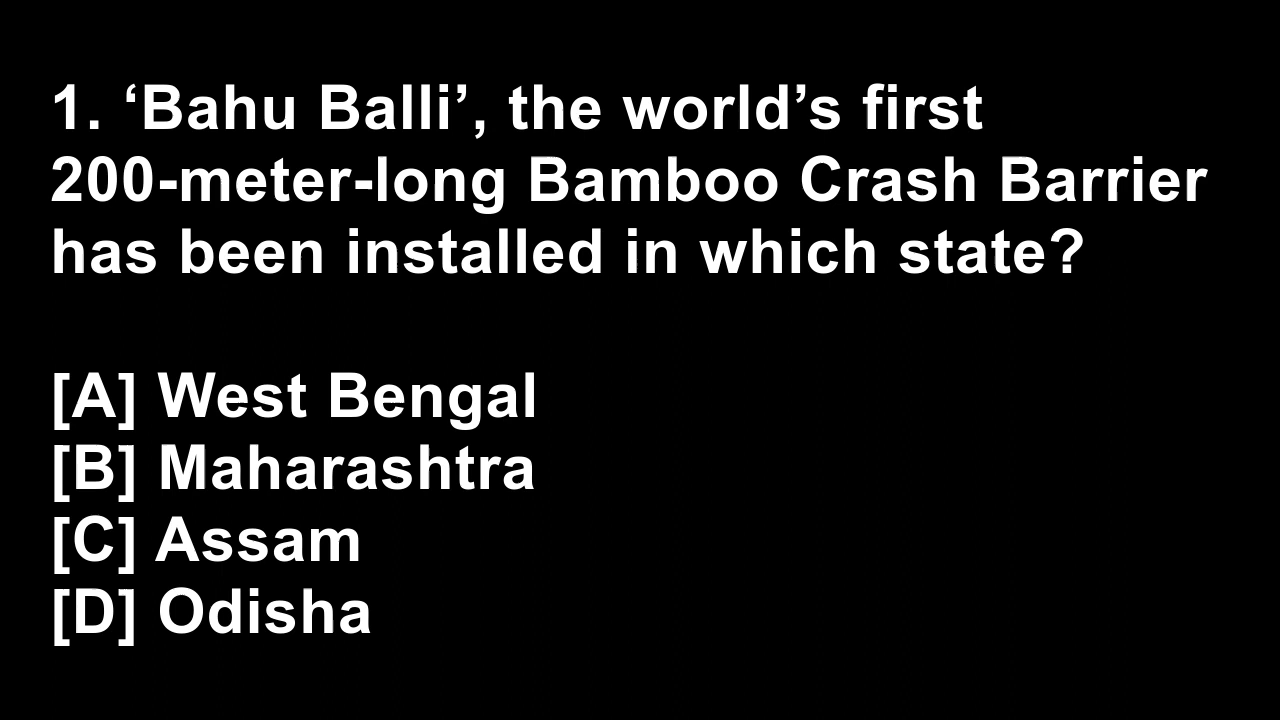 1. ‘Bahu Balli’, the world’s first
200-meter-long Bamboo Crash Barrier
has been installed in which state?
[A] West Bengal
[B] Maharashtra
[C] Assam
[D] Odisha